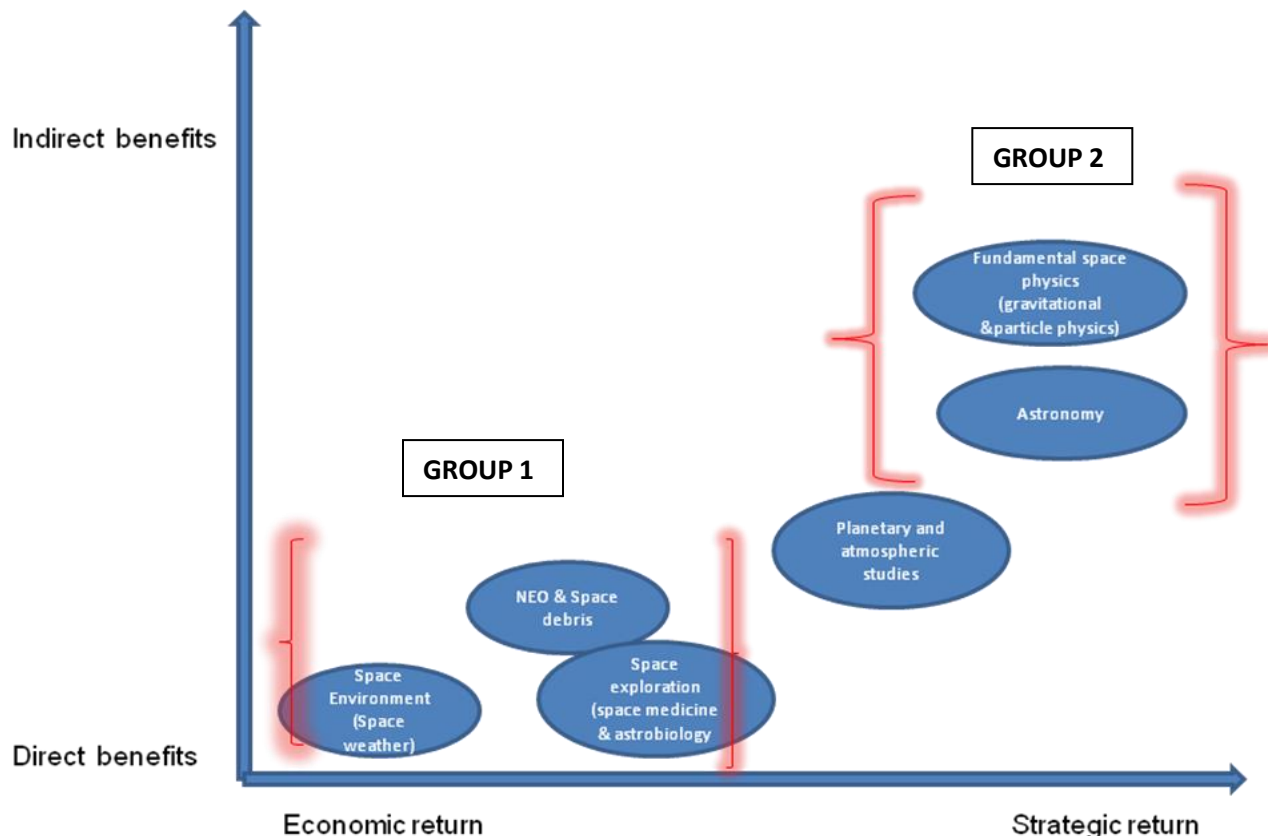 Indirect benefits
GROUP 2
Fundamental space
physics
(gravitational
&particle physics)
Astronomy
GROUP 1
Planetary and
atmospheric
studies
NEO & Space
debris
Space
exploration
(space medicine
& astrobiology
Space
Environment
(Space
weather)
Direct benefits
Economic return
Strategic return